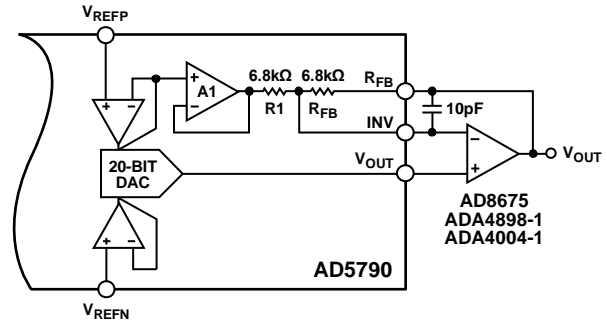 VREFP
6.8kΩ 6.8kΩ
A1
R1 RFB
RFB
10pF
INV
20-BIT
DAC
VOUT
VOUT
AD8675
ADA4898-1
ADA4004-1
AD5790
VREFN